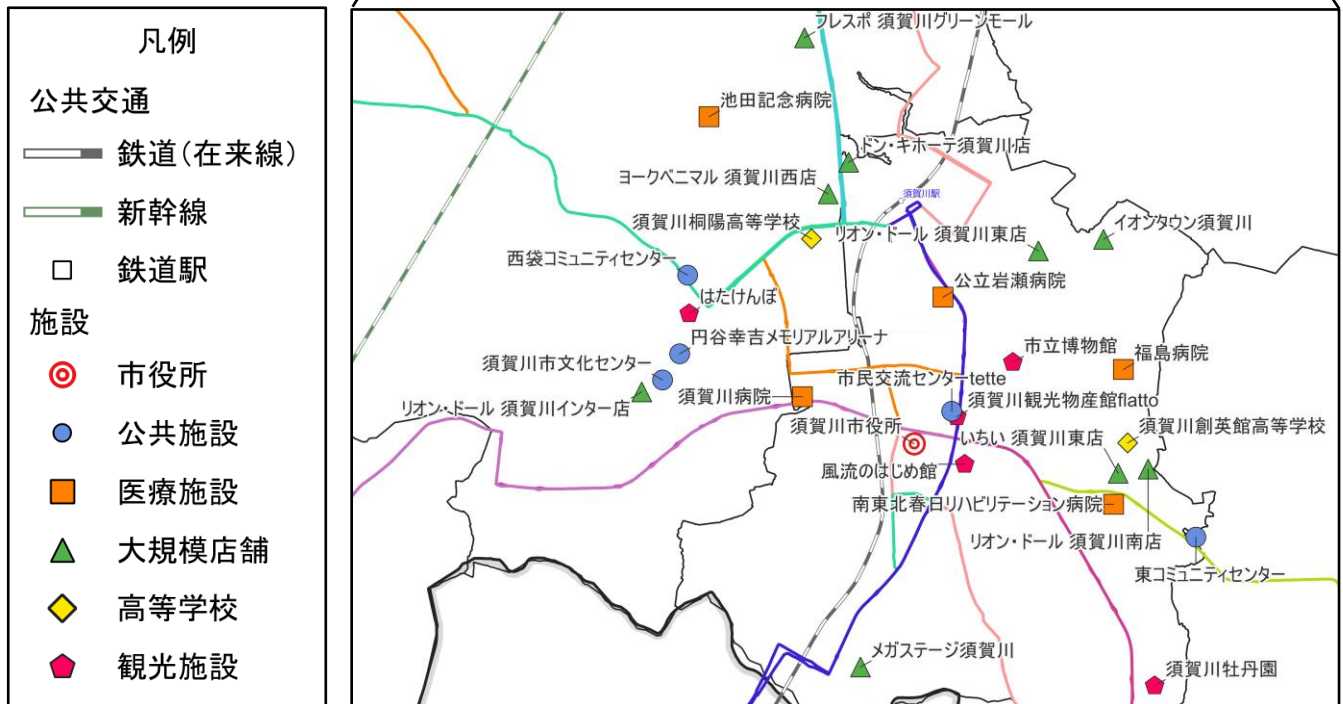 凡例
公共交通
鉄道(在来線)
新幹線
鉄道駅
施設
市役所
公共施設
医療施設
大規模店舗
高等学校
観光施設
フレスポ 須賀川グリーンモール
池田記念病院
ドン・キホーテ須賀川店
ヨークベニマル 須賀川西店
須賀川駅
須賀川桐陽高等学校
リオン・ドール 須賀川東店
イオンタウン須賀川
西袋コミュニティセンター
公立岩瀬病院
はたけんぼ
円谷幸吉メモリアルアリーナ
市立博物館
福島病院
須賀川市文化センター
市民交流センターtette
須賀川病院
須賀川観光物産館flatto
リオン・ドール 須賀川インター店
須賀川市役所
いちい 須賀川東店
須賀川創英館高等学校
風流のはじめ館
南東北春日リハビリテーション病院
リオン・ドール 須賀川南店
東コミュニティセンター
メガステージ須賀川
須賀川牡丹園